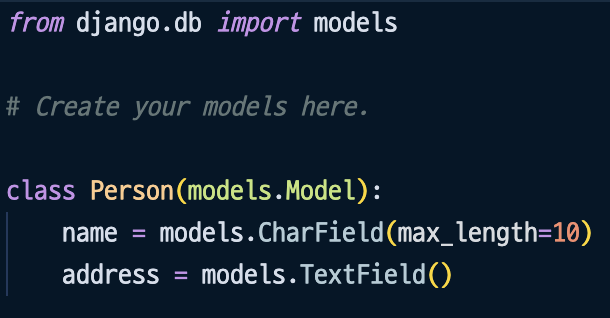 from django.db import models
# Create your models here.
class Person(models.Model):
name = models.CharField(max_length=10)
address = models.TextField()